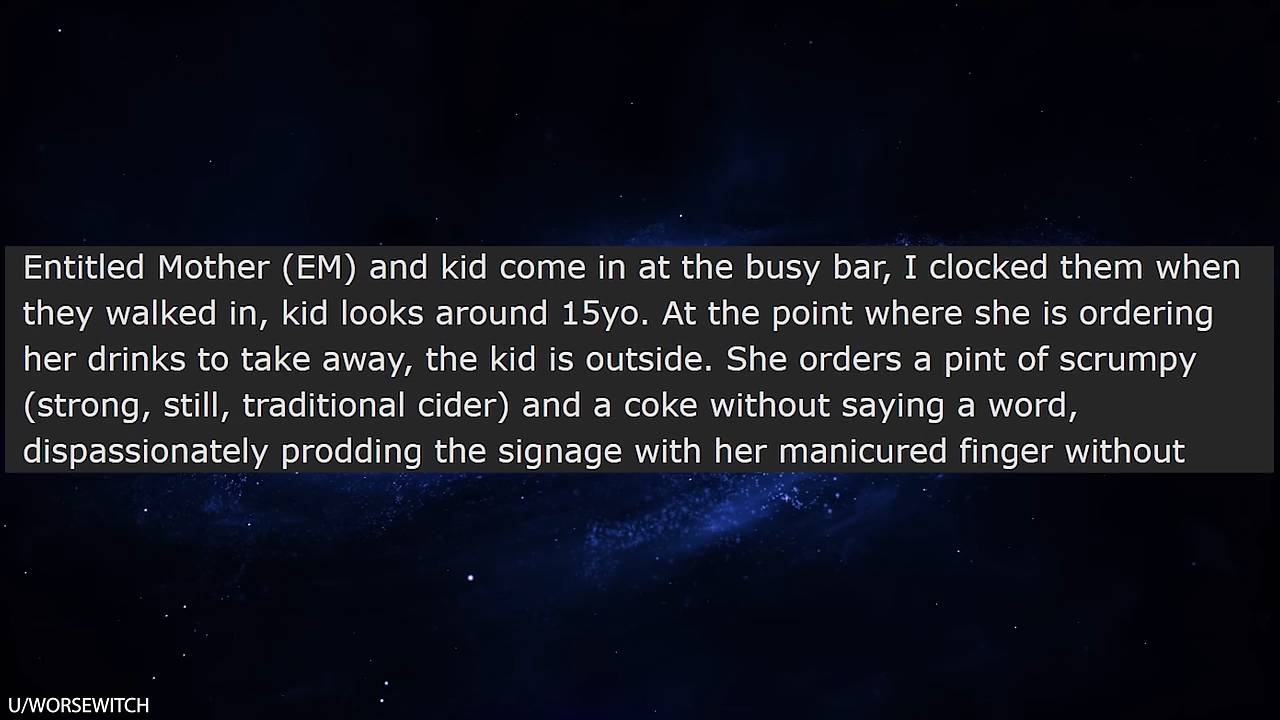 Entitled Mother (EM) and kid come in at the busy bar, I clocked them when
they walked in, kid looks around 15yo. At the point where she is ordering
her drinks to take away, the kid is outside. She orders a pint of scrumpy
(strong, still, traditional cider) and a coke without saying a word,
dispassionately prodding the signage with her manicured finger without
U/WORSEWITCH